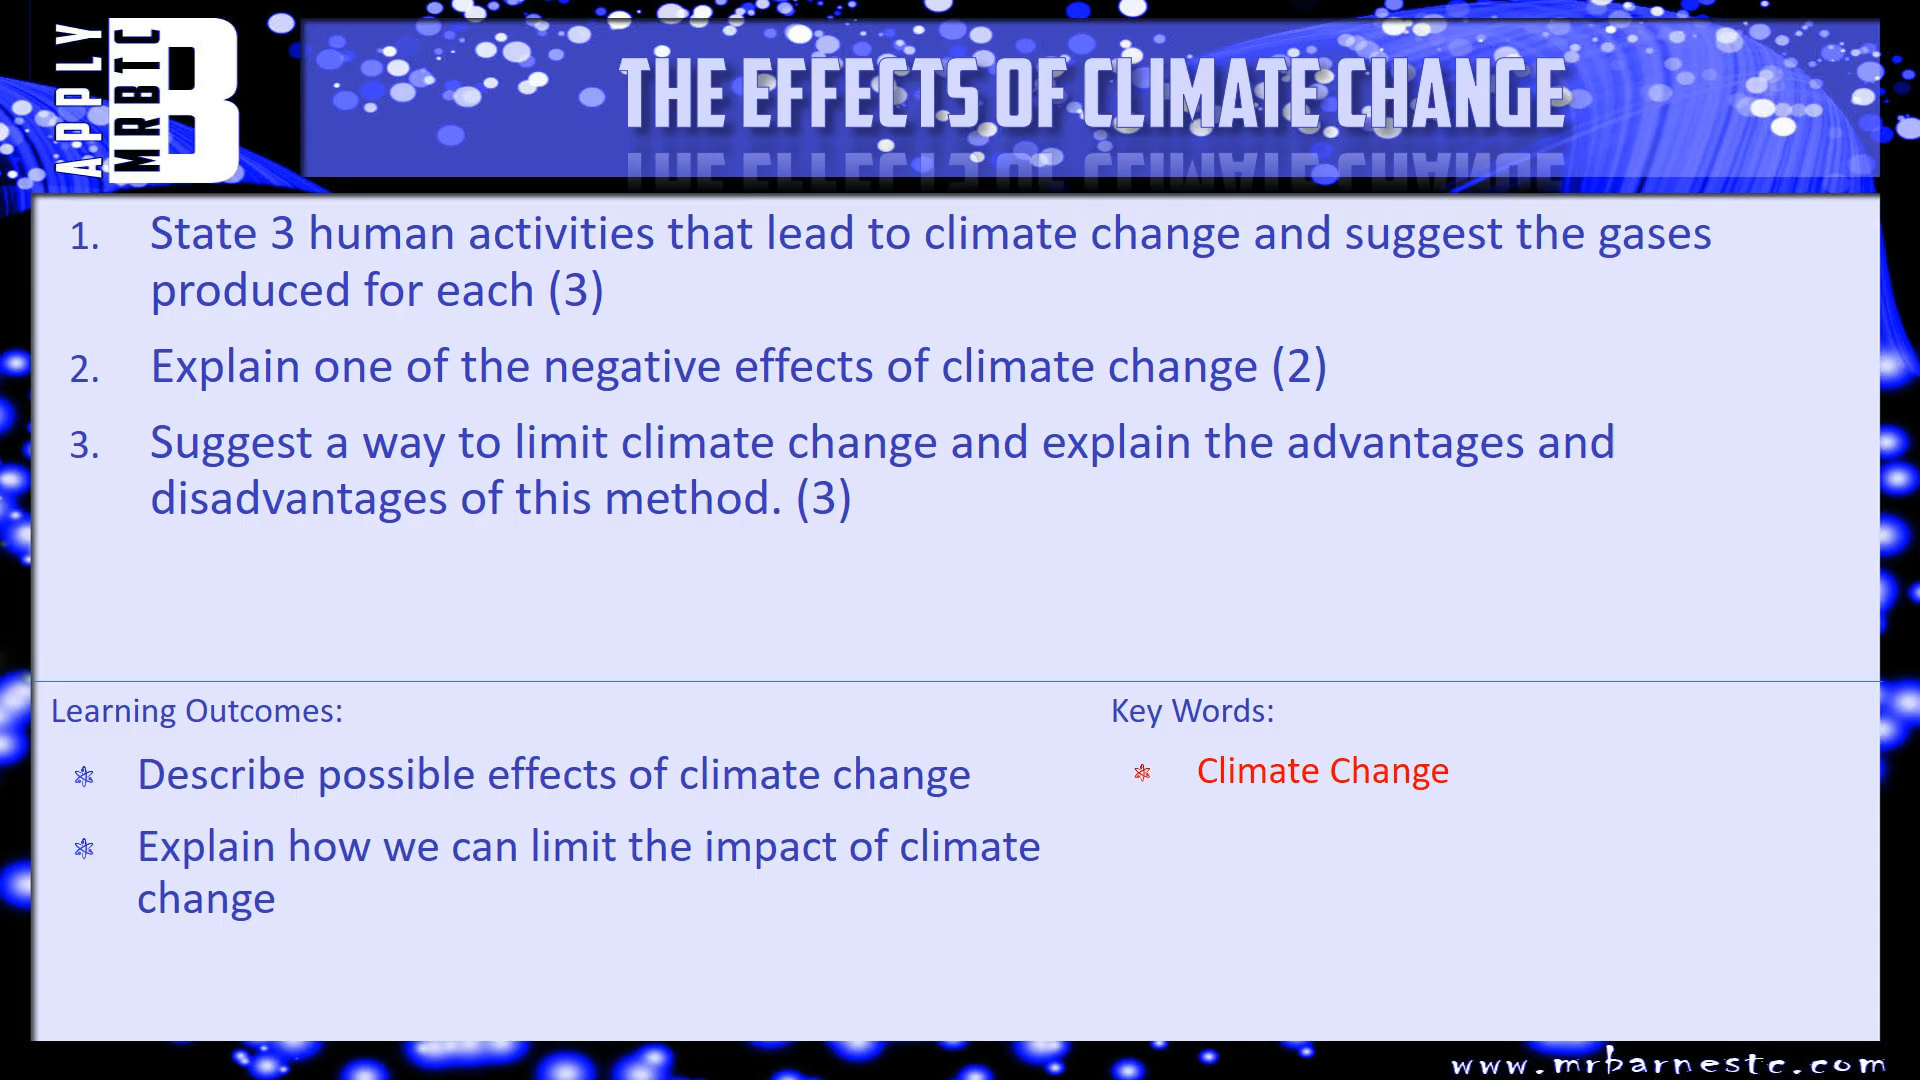 APPLY
MRBTC
B
THE EFFECTS OF CLIMATE CHANGE
1. State 3 human activities that lead to climate change and suggest the gases
produced for each (3)
2. Explain one of the negative effects of climate change (2)
3. Suggest a way to limit climate change and explain the advantages and
disadvantages of this method. (3)
Learning Outcomes:
Describe possible effects of climate change
Explain how we can limit the impact of climate
change
Key Words:
Climate Change
www.mrbarnestc.com